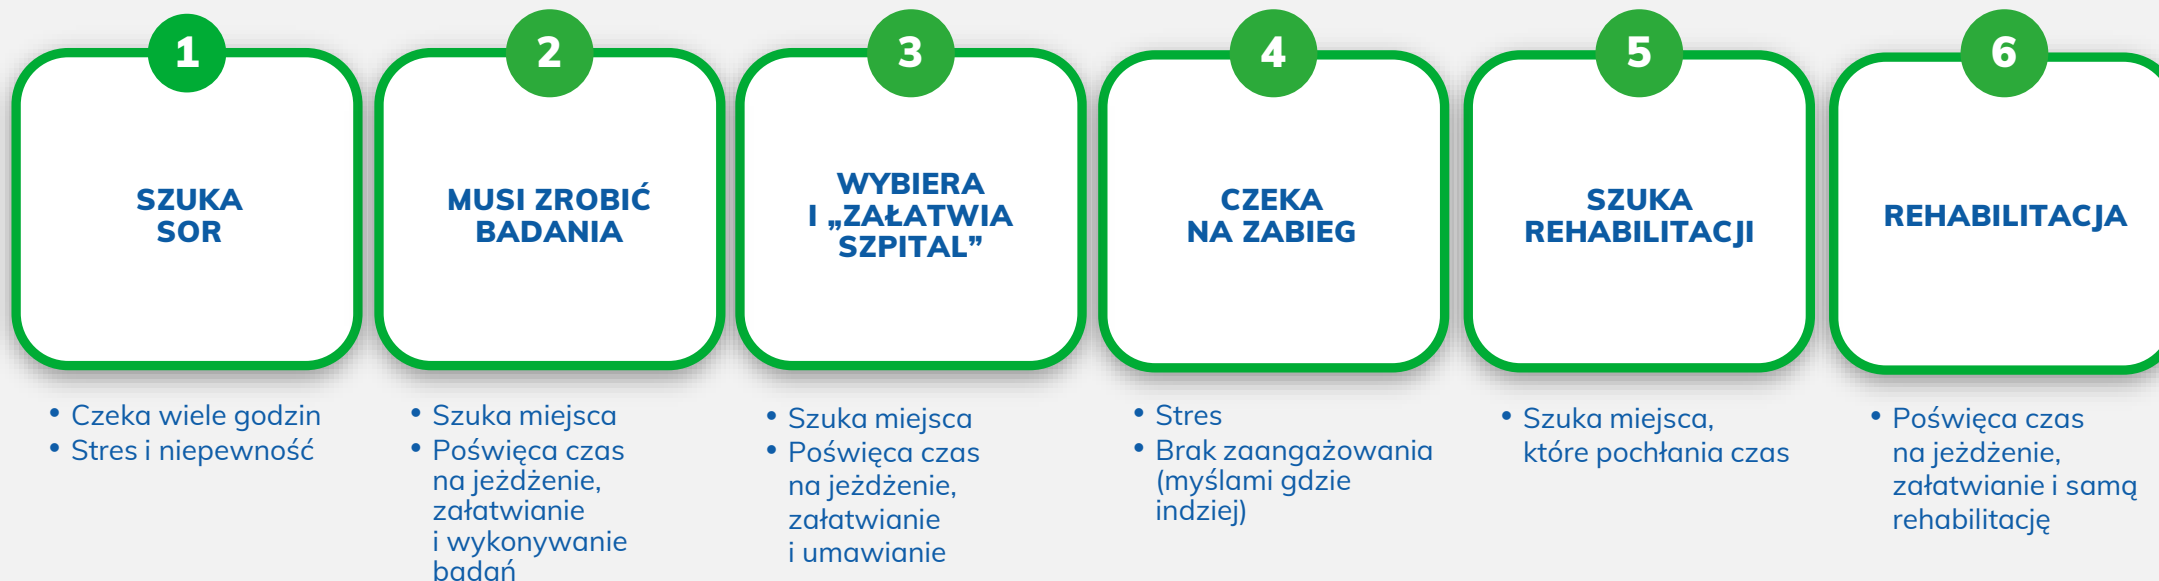 1
SZUKA
SOR
• Czeka wiele godzin
• Stres i niepewność
2
MUSI ZROBIĆ
BADANIA
• Szuka miejsca
• Poświęca czas
na jeżdżenie,
załatwianie
i wykonywanie
badań
3
WYBIERA
I „ZAŁATWIA
SZPITAL”
• Szuka miejsca
• Poświęca czas
na jeżdżenie,
załatwianie
i umawianie
4
CZEKA
NA ZABIEG
• Stres
• Brak zaangażowania
(myślami gdzie
indziej)
5
SZUKA
REHABILITACJI
• Szuka miejsca,
które pochłania czas
6
REHABILITACJA
• Poświęca czas
na jeżdżenie,
załatwianie i samą
rehabilitację